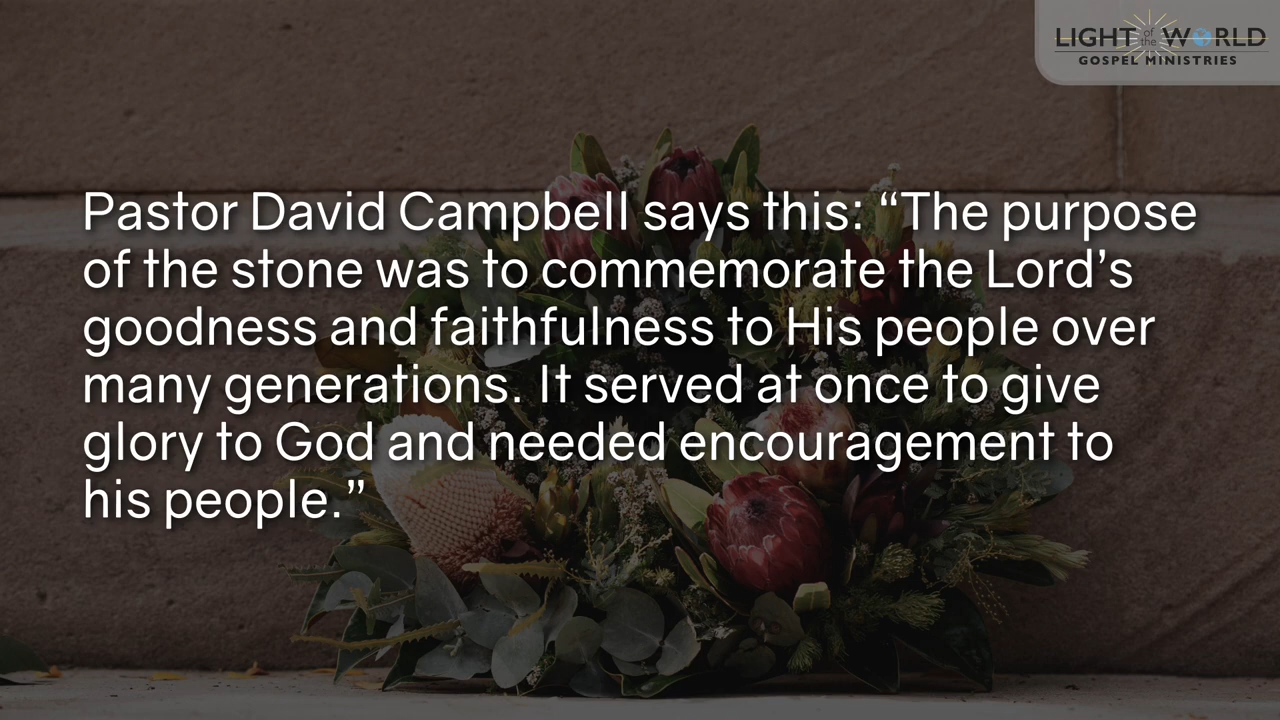 LIGHT of the WORLD
GOSPEL MINISTRIES
Pastor David Campbell says this: “The purpose
of the stone was to commemorate the Lord’s
goodness and faithfulness to His people over
many generations. It served at once to give
glory to God and needed encouragement to
his people.”